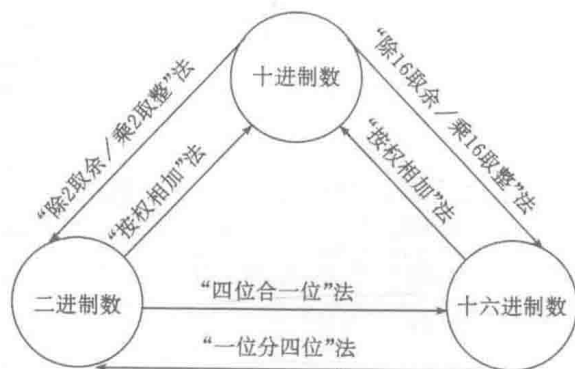 十进制数
“除2取余/乘2取整”法
“按权相加”法
“除16取余/乘16取整”法
“按权相加”法
二进制数
“四位合一位”法
十六进制数
“一位分四位”法